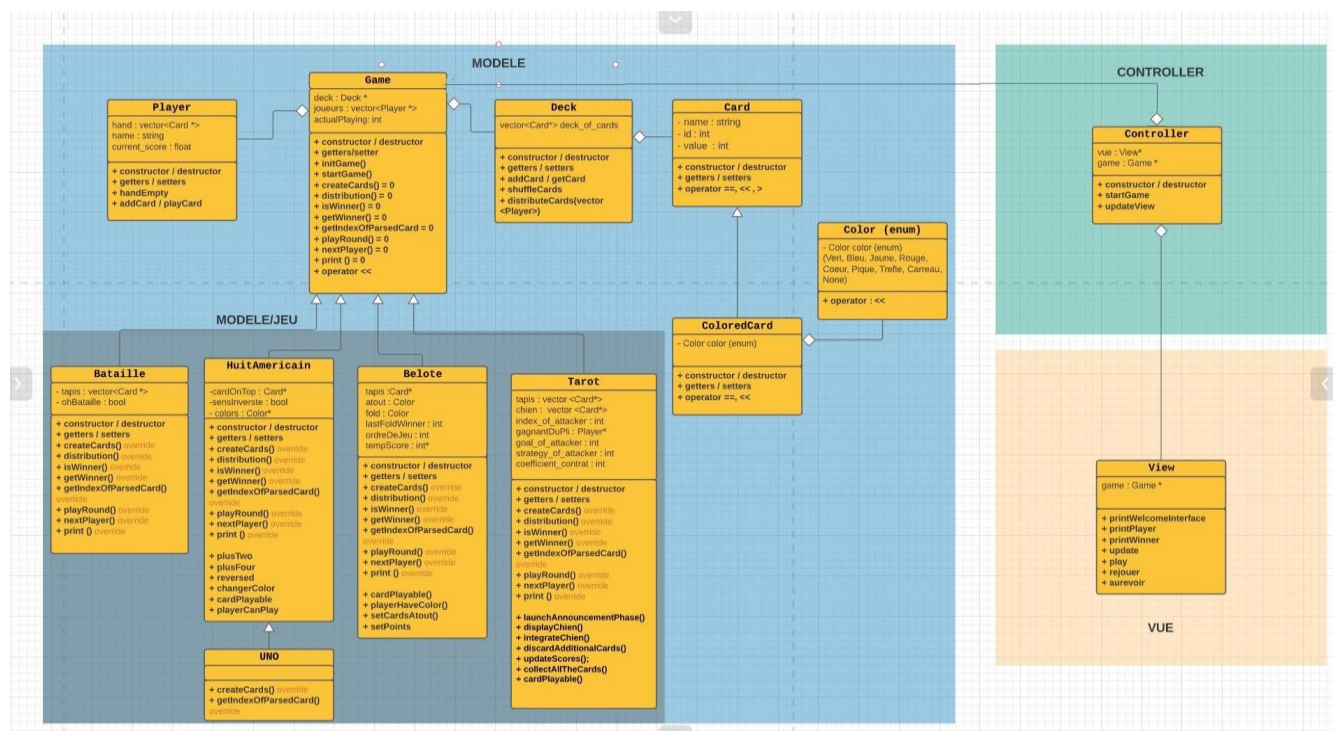 MODELE
CONTROLLER
Game
deck : Deck *
joueurs : vector<Player *>
actualPlaying: int
+ constructor / destructor
+ getters/setter
+ initGame()
+ startGame()
+ createCards() = 0
+ distribution() = 0
+ isWinner() = 0
+ getWinner() = 0
+ getIndexOfParsedCard = 0
+ playRound() = 0
+ nextPlayer() = 0
+ print () = 0
+ operator <<
Player
hand : vector<Card *>
name : string
current_score : float
+ constructor / destructor
+ getters / setters
+ handEmpty
+ addCard / playCard
Deck
vector<Card*> deck_of_cards
+ constructor / destructor
+ getters / setters
+ addCard / getCard
+ shuffleCards
+ distributeCards(vector
<Player>)
Card
- name : string
- id : int
- value : int
+ constructor / destructor
+ getters / setters
+ operator ==, << , >
Controller
vue : View*
game : Game *
+ constructor / destructor
+ startGame
+ updateView
Color (enum)
- Color color (enum)
(Vert, Bleu, Jaune, Rouge,
Coeur, Pique, Trefle, Carreau,
None)
+ operator : <<
ColoredCard
- Color color (enum)
+ constructor / destructor
+ getters / setters
+ operator ==, <<
MODELE/JEU
Bataille
- tapis : vector<Card *>
- ohBataille : bool
+ constructor / destructor
+ getters / setters
+ createCards() override
+ distribution() override
+ isWinner() override
+ getWinner() override
+ getIndexOfParsedCard()
override
+ playRound() override
+ nextPlayer() override
+ print () override
HuitAmericain
-cardOnTop : Card*
-sensInverste : bool
- colors : Color*
+ constructor / destructor
+ getters / setters
+ createCards() override
+ distribution() override
+ isWinner() override
+ getWinner() override
+ getIndexOfParsedCard()
override
+ playRound() override
+ nextPlayer() override
+ print () override
+ plusTwo
+ plusFour
+ reversed
+ changerColor
+ cardPlayable
+ playerCanPlay
UNO
+ createCards() override
+ getIndexOfParsedCard()
override
Belote
tapis :Card*
atout : Color
fold : Color
lastFoldWinner : int
ordreDeJeu : int
tempScore : int*
+ constructor / destructor
+ getters / setters
+ createCards() override
+ distribution() override
+ isWinner() override
+ getWinner() override
+ getIndexOfParsedCard()
override
+ playRound() override
+ nextPlayer() override
+ print () override
+ cardPlayable()
+ playerHaveColor()
+ setCardsAtout()
+ setPoints
Tarot
tapis : vector <Card*>
chien : vector <Card*>
index_of_attacker : int
gagnantDuPli : Player*
goal_of_attacker : int
strategy_of_attacker : int
coefficient_contrat : int
+ constructor / destructor
+ getters / setters
+ createCards() override
+ distribution() override
+ isWinner() override
+ getWinner() override
+ getIndexOfParsedCard()
override
+ playRound() override
+ nextPlayer() override
+ print () override
+ launchAnnouncementPhase()
+ displayChien()
+ integrateChien()
+ discardAdditionalCards()
+ updateScores();
+ collectAllTheCards()
+ cardPlayable()
View
game : Game *
+ printWelcomeInterface
+ printPlayer
+ printWinner
+ update
+ play
+ rejouer
+ aurevoir
VUE